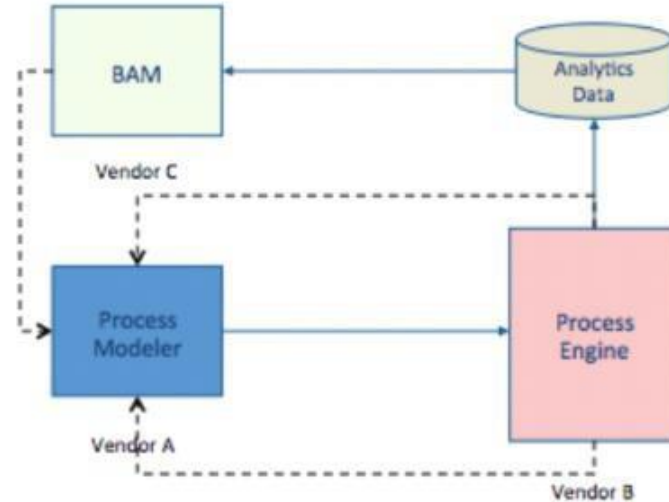 BAM
Analytics
Data
Vendor C
Process
Modeler
Process
Engine
Vendor A
Vendor B